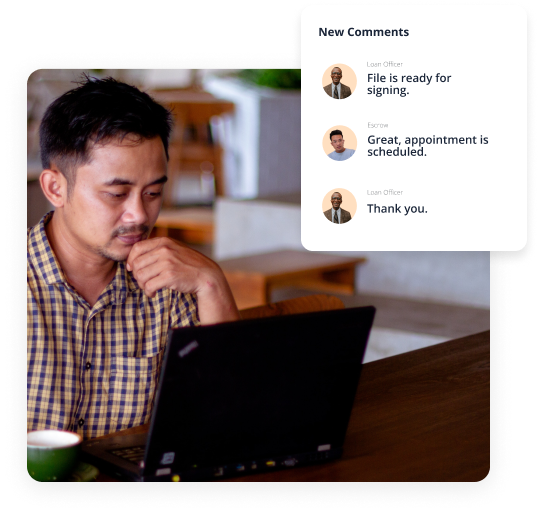 New Comments
Loan Officer
File is ready for
signing.
Escrow
Great, appointment is
scheduled.
Loan Officer
Thank you.